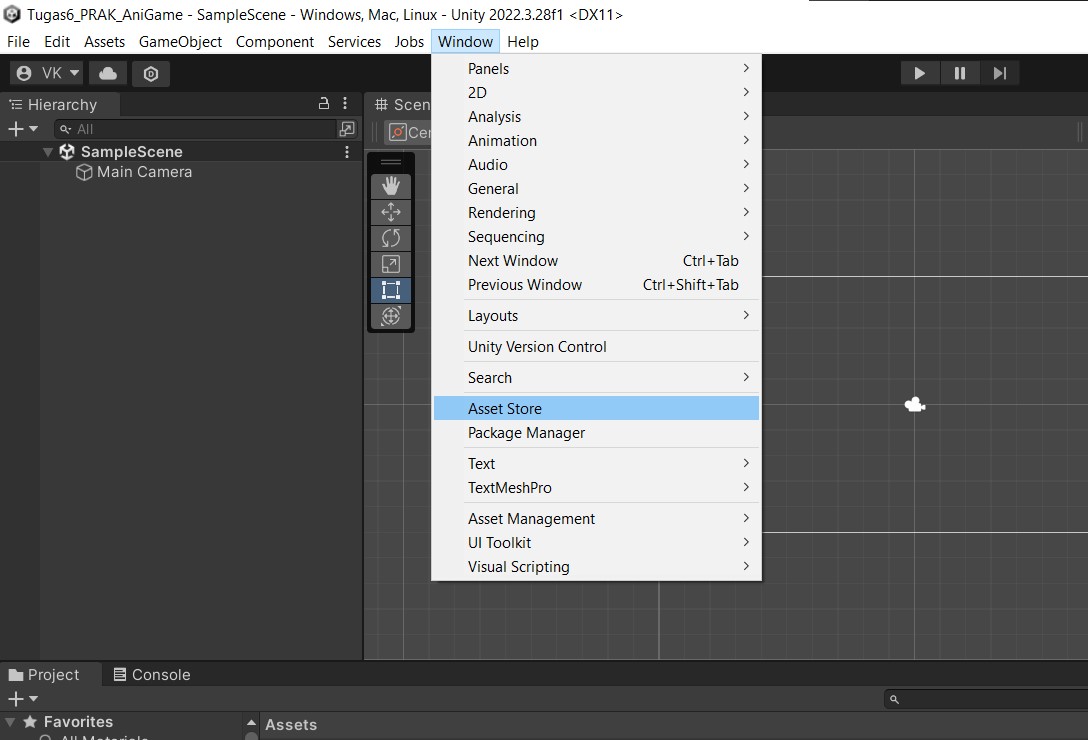 Tugas6_PRAK_AniGame - SampleScene - Windows, Mac, Linux - Unity 2022.3.28f1 <DX11>
File Edit Assets GameObject Component Services Jobs Window Help
VK
Hierarchy
All
SampleScene
Main Camera
Scen
Cen
Panels
2D
Analysis
Animation
Audio
General
Rendering
Sequencing
Next Window Ctrl+Tab
Previous Window Ctrl+Shift+Tab
Layouts
Unity Version Control
Search
Asset Store
Package Manager
Text
TextMeshPro
Asset Management
UI Toolkit
Visual Scripting
Project Console
Favorites
All Materials
Assets